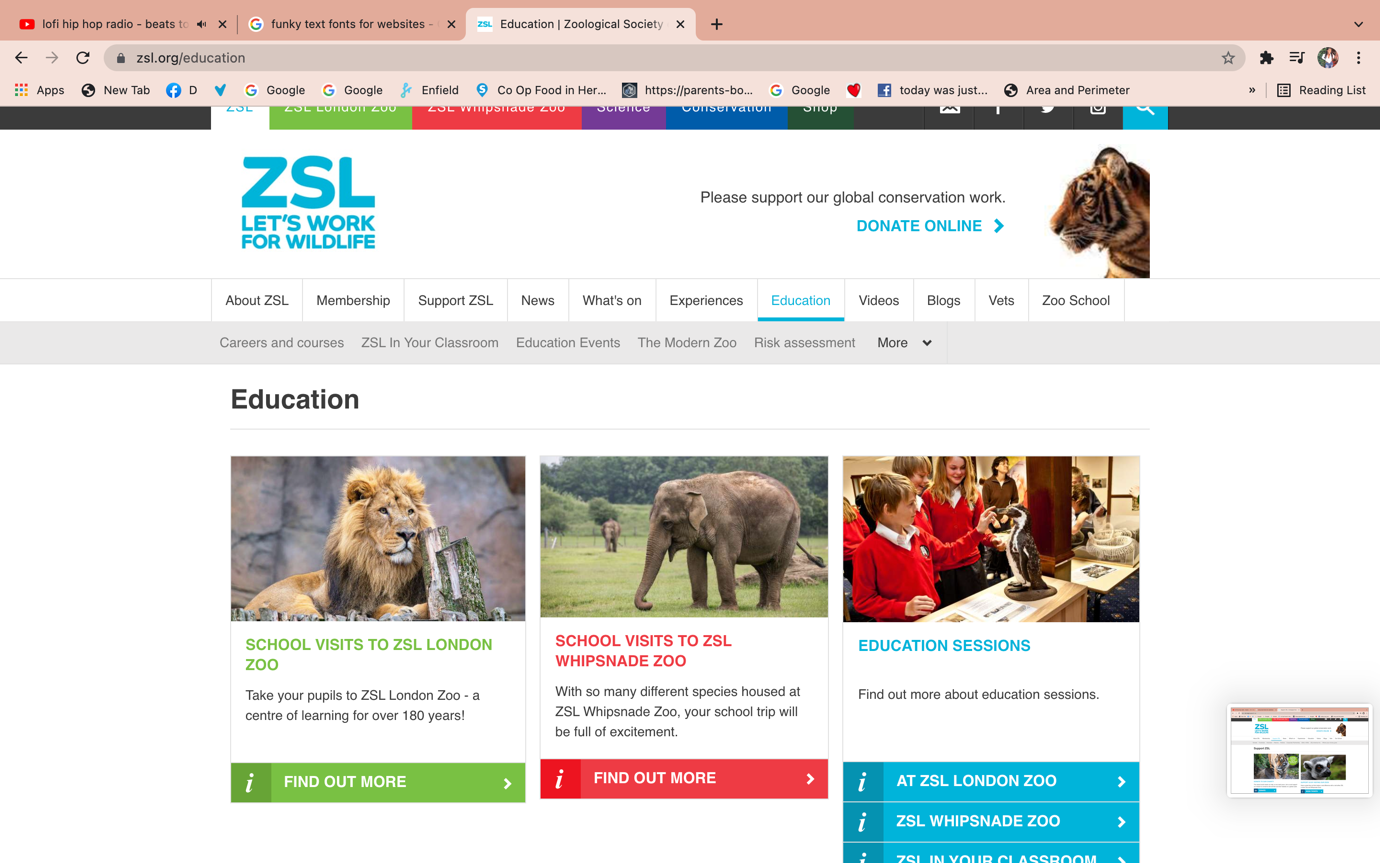 lofi hip hop radio - beats to
funky text fonts for websites -
ZSL Education | Zoological Society
zsl.org/education
Apps New Tab D Google Google Enfield Co Op Food in Her... https://parents-bo... Google today was just... Area and Perimeter » Reading List
ZSL ZSL London Zoo ZSL Whipsnade Zoo Science Conservation Shop
ZSL
LET'S WORK
FOR WILDLIFE
Please support our global conservation work.
DONATE ONLINE
About ZSL Membership Support ZSL News What's on Experiences Education Videos Blogs Vets Zoo School
Careers and courses ZSL In Your Classroom Education Events The Modern Zoo Risk assessment More
Education
SCHOOL VISITS TO ZSL LONDON
ZOO
Take your pupils to ZSL London Zoo - a
centre of learning for over 180 years!
i FIND OUT MORE
SCHOOL VISITS TO ZSL
WHIPSNADE ZOO
With so many different species housed at
ZSL Whipsnade Zoo, your school trip will
be full of excitement.
i FIND OUT MORE
EDUCATION SESSIONS
Find out more about education sessions.
i AT ZSL LONDON ZOO
i ZSL WHIPSNADE ZOO
i ZSL IN YOUR CLASSROOM
ZSL
Support ZSL